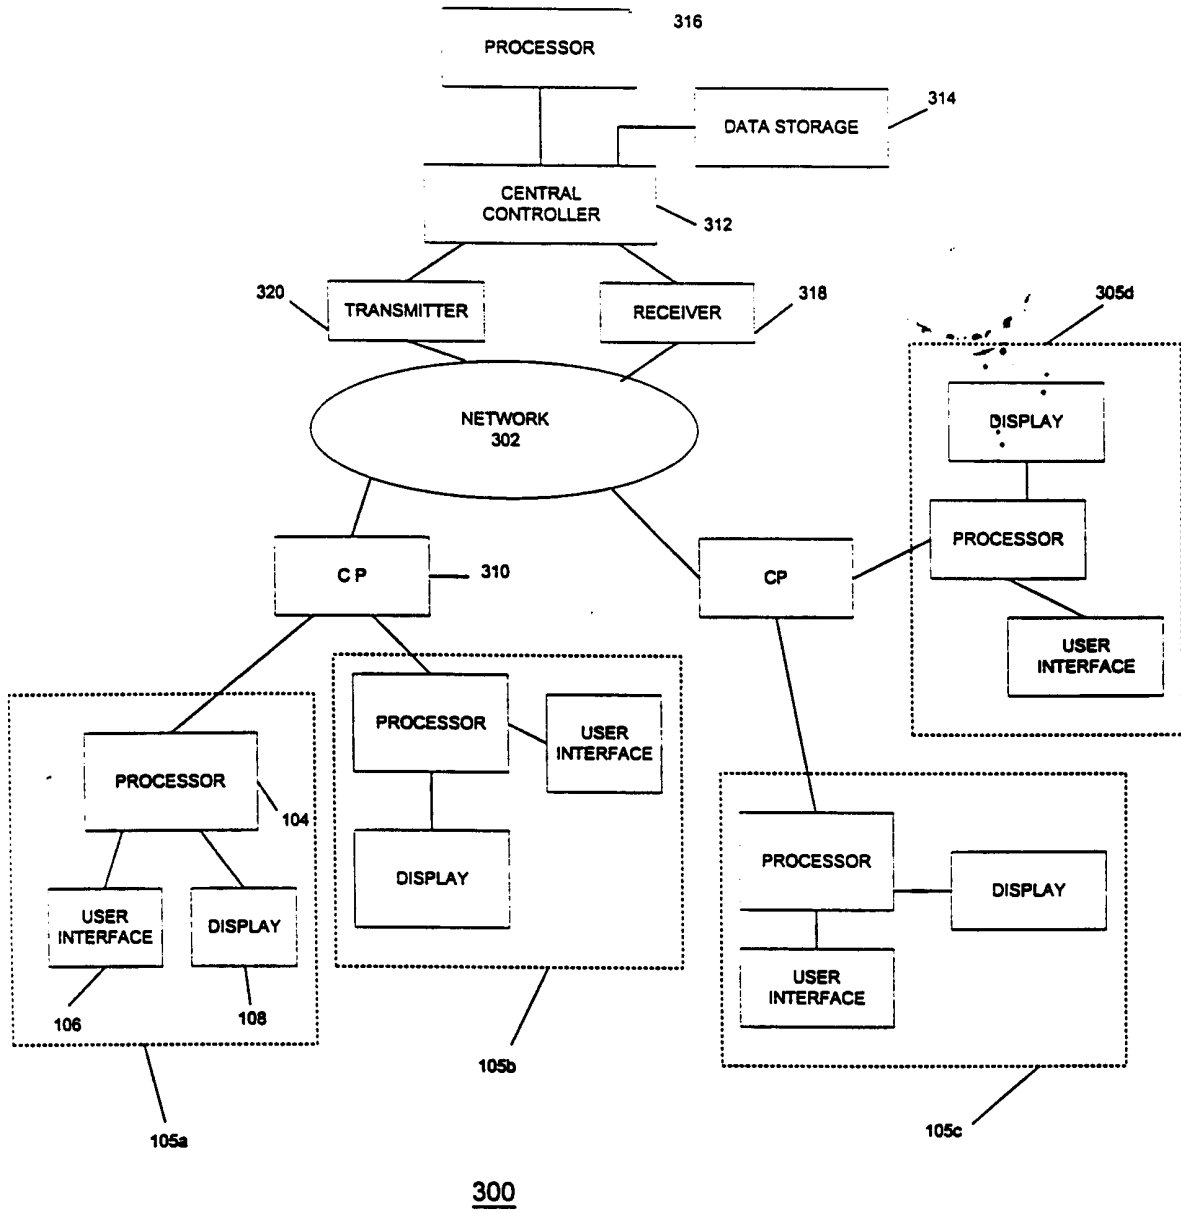 316
PROCESSOR
314
DATA STORAGE
CENTRAL
CONTROLLER
312
320
TRANSMITTER
RECEIVER
318
305d
NETWORK
302
DISPLAY
PROCESSOR
USER
INTERFACE
C P
310
CP
PROCESSOR
USER
INTERFACE
DISPLAY
PROCESSOR
104
USER
INTERFACE
DISPLAY
106
108
PROCESSOR
DISPLAY
USER
INTERFACE
105a
105b
105c
300